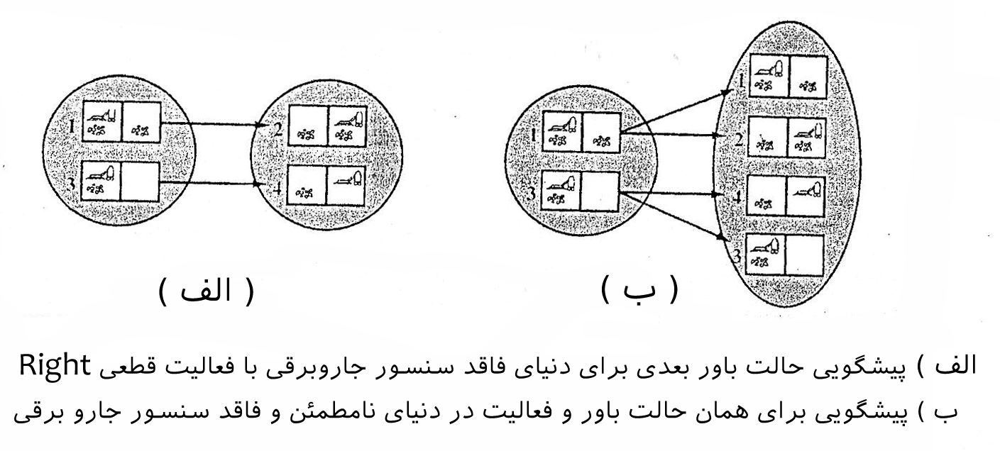 1
3
2
4
1
3
1
2
4
3
( الف )
( ب )
الف ) پیشگویی حالت باور بعدی برای دنیای فاقد سنسور جاروبرقی با فعالیت قطعی Right
ب ) پیشگویی برای همان حالت باور و فعالیت در دنیای نامطمئن و فاقد سنسور جارو برقی